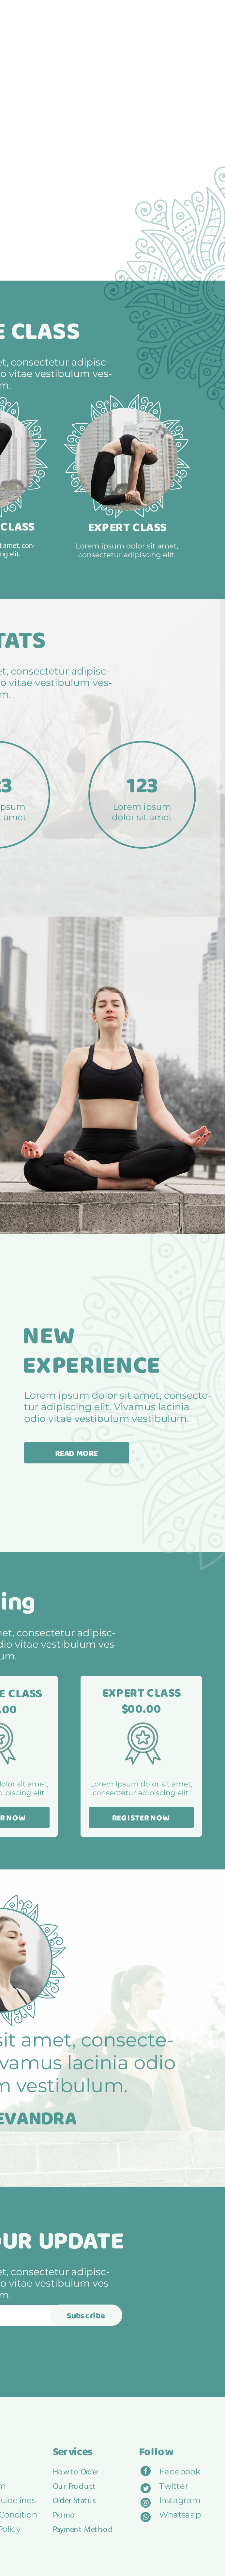 E CLASS
et, consectetur adipisc-
o vitae vestibulum ves-
m.
CLASS
EXPERT CLASS
t amet, con-
ng elit.
Lorem ipsum dolor sit amet,
consectetur adipiscing elit.
TATS
et, consectetur adipisc-
o vitae vestibulum ves-
m.
3
123
psum
amet
Lorem ipsum
dolor sit amet
NEW
EXPERIENCE
Lorem ipsum dolor sit amet, consecte-
tur adipiscing elit. Vivamus lacinia
odio vitae vestibulum vestibulum.
READ MORE
ing
et, consectetur adipisc-
dio vitae vestibulum ves-
um.
E CLASS
.00
EXPERT CLASS
$00.00
olor sit amet,
dipiscing elit.
Lorem ipsum dolor sit amet,
consectetur adipiscing elit.
R NOW
REGISTER NOW
sit amet, consecte-
vamus lacinia odio
m vestibulum.
EVANDRA
OUR UPDATE
et, consectetur adipisc-
o vitae vestibulum ves-
m.
Subscribe
Services
Follow
How to Order
Facebook
m
Our Product
Twitter
uidelines
Order Status
Instagram
Condition
Promo
Whatsaap
Policy
Payment Method